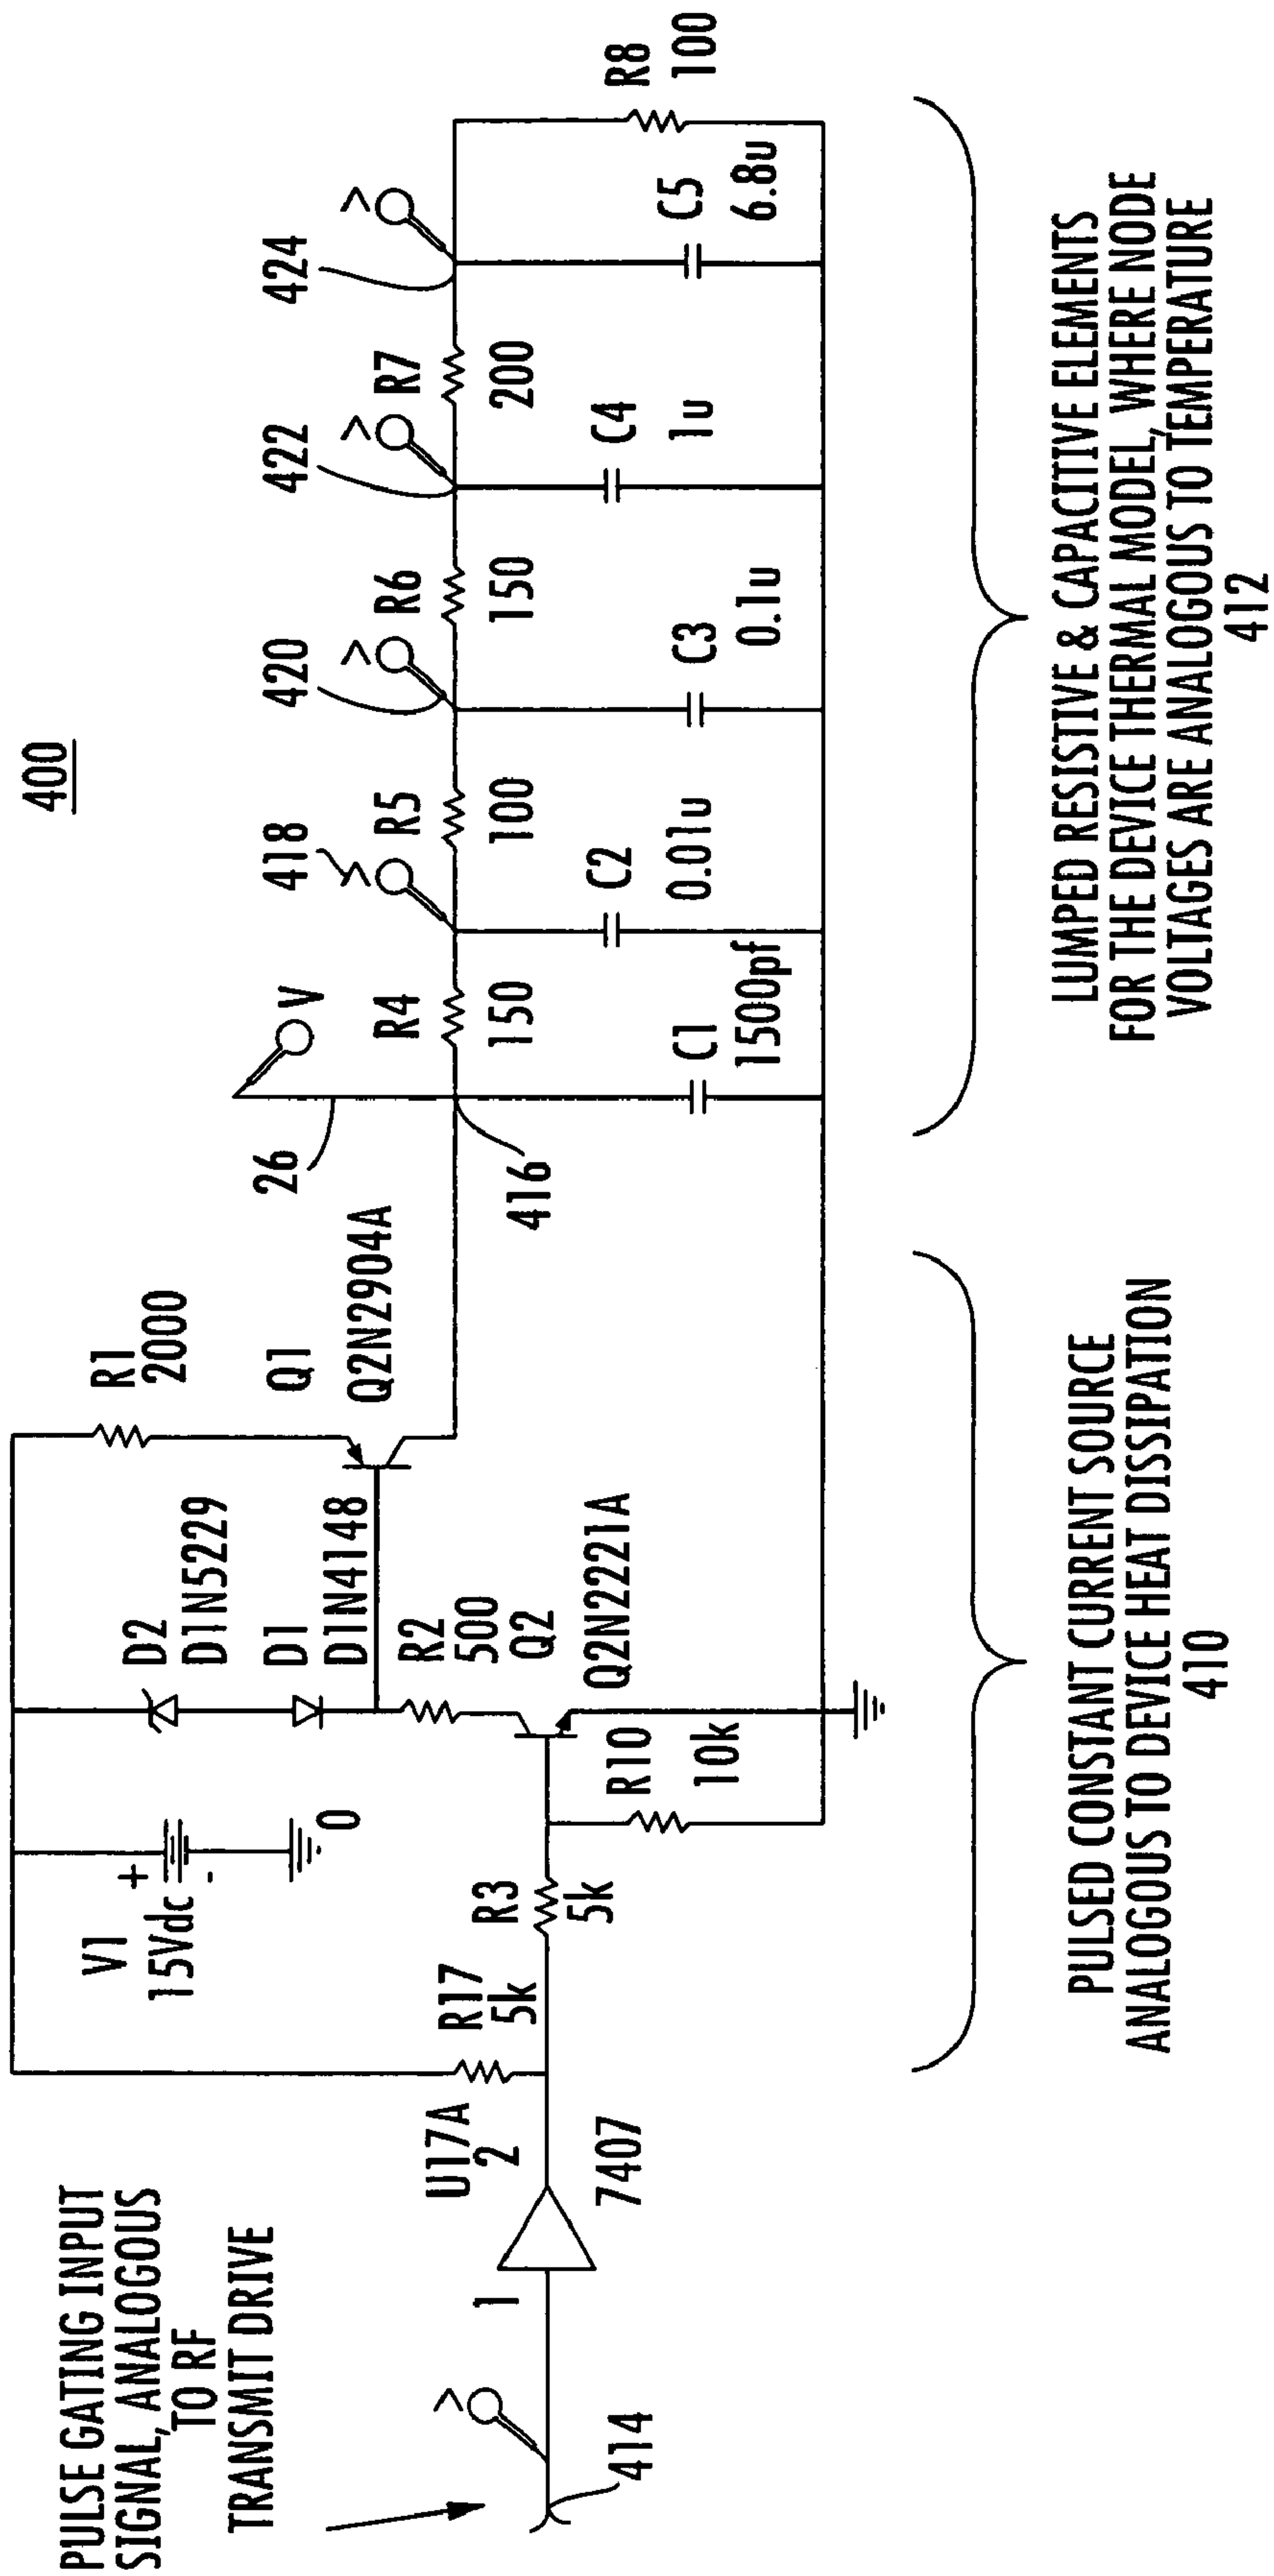 400
PULSE GATING INPUT
SIGNAL, ANALOGOUS
TO RF
TRANSMIT DRIVE
414
1
U17A
2
7407
R17
5k
R3
5k
V1
15Vdc
+
-
0
D2
D1N5229
D1
D1N4148
R2
500
Q2
Q2N2221A
R10
10k
R1
2000
Q1
Q2N2904A
26
V
416
R4
150
C1
1500pf
418
V
R5
100
C2
0.01u
420
V
R6
150
C3
0.1u
422
V
R7
200
C4
1u
424
V
C5
6.8u
R8
100
V
PULSED CONSTANT CURRENT SOURCE
ANALOGOUS TO DEVICE HEAT DISSIPATION
410
LUMPED RESISTIVE & CAPACITIVE ELEMENTS
FOR THE DEVICE THERMAL MODEL, WHERE NODE
VOLTAGES ARE ANALOGOUS TO TEMPERATURE
412